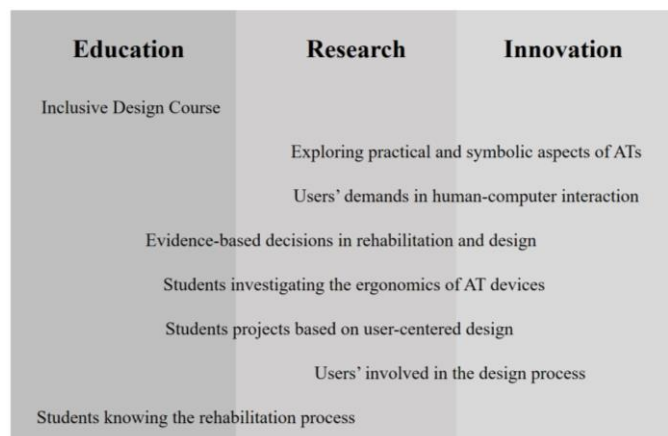 Education Research Innovation
Inclusive Design Course
Exploring practical and symbolic aspects of ATs
Users’ demands in human-computer interaction
Evidence-based decisions in rehabilitation and design
Students investigating the ergonomics of AT devices
Students projects based on user-centered design
Users’ involved in the design process
Students knowing the rehabilitation process